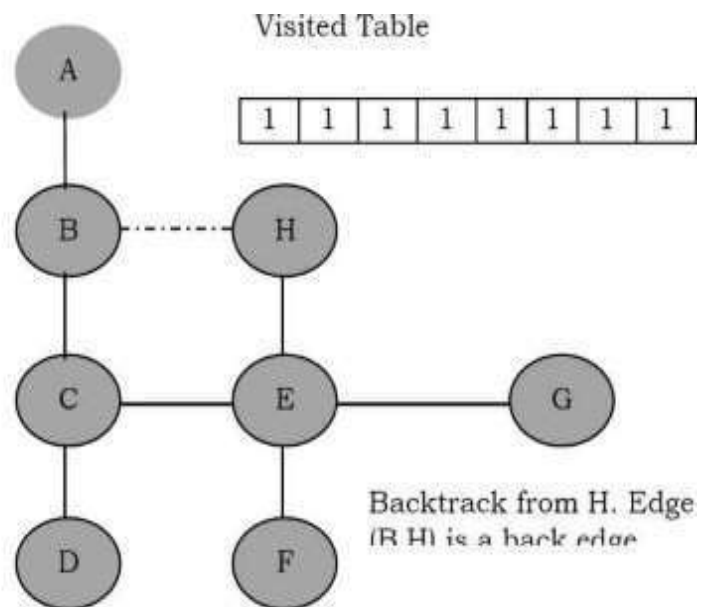 Visited Table
A
1 1 1 1 1 1 1 1
B H
C E G
Backtrack from H. Edge
(B,H) is a back edge
D F